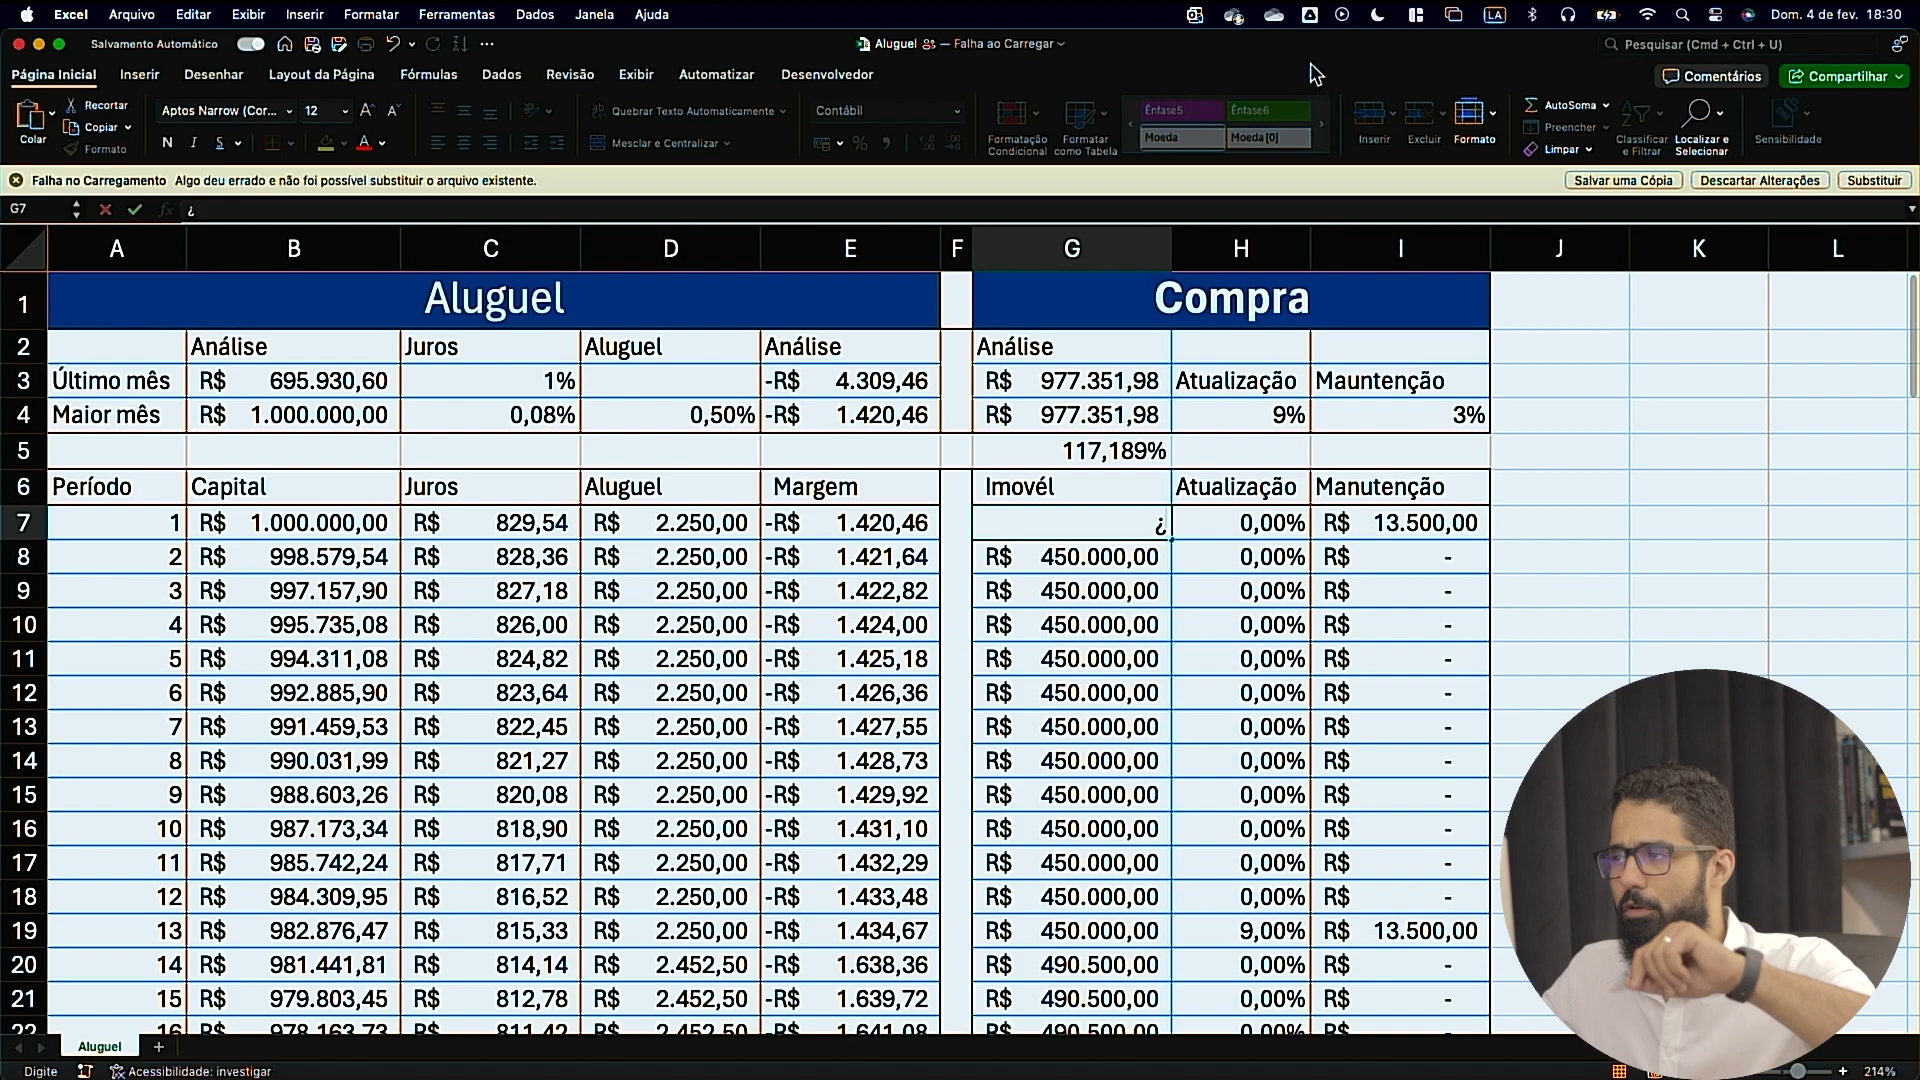 Excel Arquivo Editar Exibir Inserir Formatar Ferramentas Dados Janela Ajuda LA Dom. 4 de fev. 18:30
Salvamento Automático Aluguel — Falha ao Carregar Pesquisar (Cmd + Ctrl + U)
Página Inicial Inserir Desenhar Layout da Página Fórmulas Dados Revisão Exibir Automatizar Desenvolvedor Comentários Compartilhar
Colar Recortar Copiar Formato Aptos Narrow (Cor... 12 N I S Quebrar Texto Automaticamente Mesclar e Centralizar Contábil Formatação Condicional Formatar como Tabela Ênfase5 Ênfase6 Moeda Moeda [0] Inserir Excluir Formato AutoSoma Preencher Limpar Classificar e Filtrar Localizar e Selecionar Sensibilidade
Falha no Carregamento Algo deu errado e não foi possível substituir o arquivo existente. Salvar uma Cópia Descartar Alterações Substituir
G7 fx ¿
A B C D E F G H I J K L
1 Aluguel Compra
2 Análise Juros Aluguel Análise Análise
3 Último mês R$ 695.930,60 1% -R$ 4.309,46 R$ 977.351,98 Atualização Mauntenção
4 Maior mês R$ 1.000.000,00 0,08% 0,50% -R$ 1.420,46 R$ 977.351,98 9% 3%
5 117,189%
6 Período Capital Juros Aluguel Margem Imovél Atualização Manutenção
7 1 R$ 1.000.000,00 R$ 829,54 R$ 2.250,00 -R$ 1.420,46 ¿ 0,00% R$ 13.500,00
8 2 R$ 998.579,54 R$ 828,36 R$ 2.250,00 -R$ 1.421,64 R$ 450.000,00 0,00% R$ -
9 3 R$ 997.157,90 R$ 827,18 R$ 2.250,00 -R$ 1.422,82 R$ 450.000,00 0,00% R$ -
10 4 R$ 995.735,08 R$ 826,00 R$ 2.250,00 -R$ 1.424,00 R$ 450.000,00 0,00% R$ -
11 5 R$ 994.311,08 R$ 824,82 R$ 2.250,00 -R$ 1.425,18 R$ 450.000,00 0,00% R$ -
12 6 R$ 992.885,90 R$ 823,64 R$ 2.250,00 -R$ 1.426,36 R$ 450.000,00 0,00% R$ -
13 7 R$ 991.459,53 R$ 822,45 R$ 2.250,00 -R$ 1.427,55 R$ 450.000,00 0,00% R$ -
14 8 R$ 990.031,99 R$ 821,27 R$ 2.250,00 -R$ 1.428,73 R$ 450.000,00 0,00% R$ -
15 9 R$ 988.603,26 R$ 820,08 R$ 2.250,00 -R$ 1.429,92 R$ 450.000,00 0,00% R$ -
16 10 R$ 987.173,34 R$ 818,90 R$ 2.250,00 -R$ 1.431,10 R$ 450.000,00 0,00% R$ -
17 11 R$ 985.742,24 R$ 817,71 R$ 2.250,00 -R$ 1.432,29 R$ 450.000,00 0,00% R$ -
18 12 R$ 984.309,95 R$ 816,52 R$ 2.250,00 -R$ 1.433,48 R$ 450.000,00 0,00% R$ -
19 13 R$ 982.876,47 R$ 815,33 R$ 2.250,00 -R$ 1.434,67 R$ 450.000,00 9,00% R$ 13.500,00
20 14 R$ 981.441,81 R$ 814,14 R$ 2.452,50 -R$ 1.638,36 R$ 490.500,00 0,00% R$ -
21 15 R$ 979.803,45 R$ 812,78 R$ 2.452,50 -R$ 1.639,72 R$ 490.500,00 0,00% R$ -
22 16 R$ 978.163,73 R$ 811,42 R$ 2.452,50 -R$ 1.641,08 R$ 490.500,00 0,00% R$
Aluguel +
Digite Acessibilidade: investigar + 214%